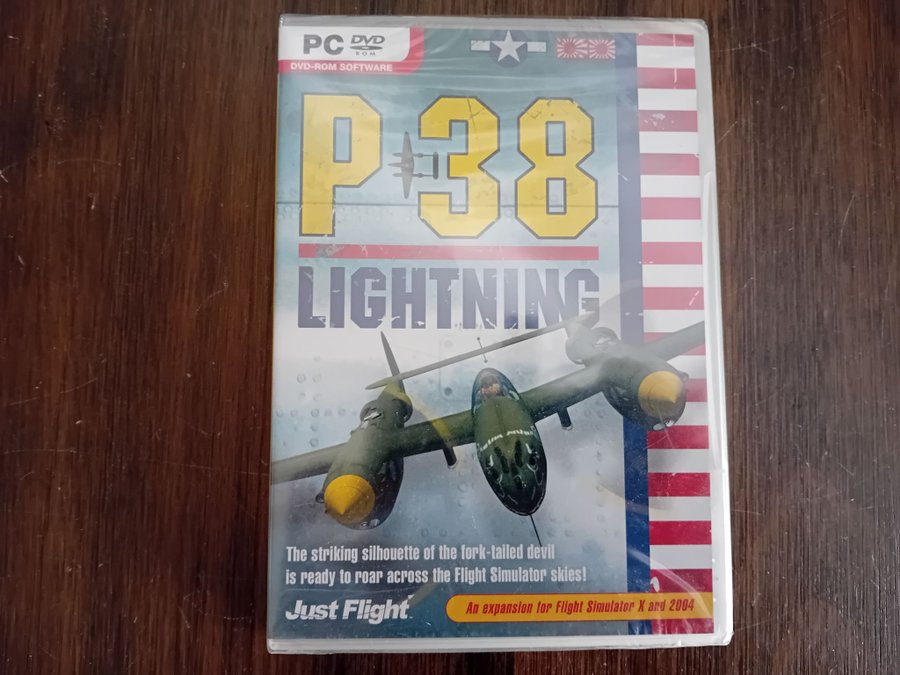 PC DVD
ROM
DVD-ROM SOFTWARE
P-38
LIGHTNING
The striking silhouette of the fork-tailed devil
is ready to roar across the Flight Simulator skies!
Just Flight
An expansion for Flight Simulator X and 2004